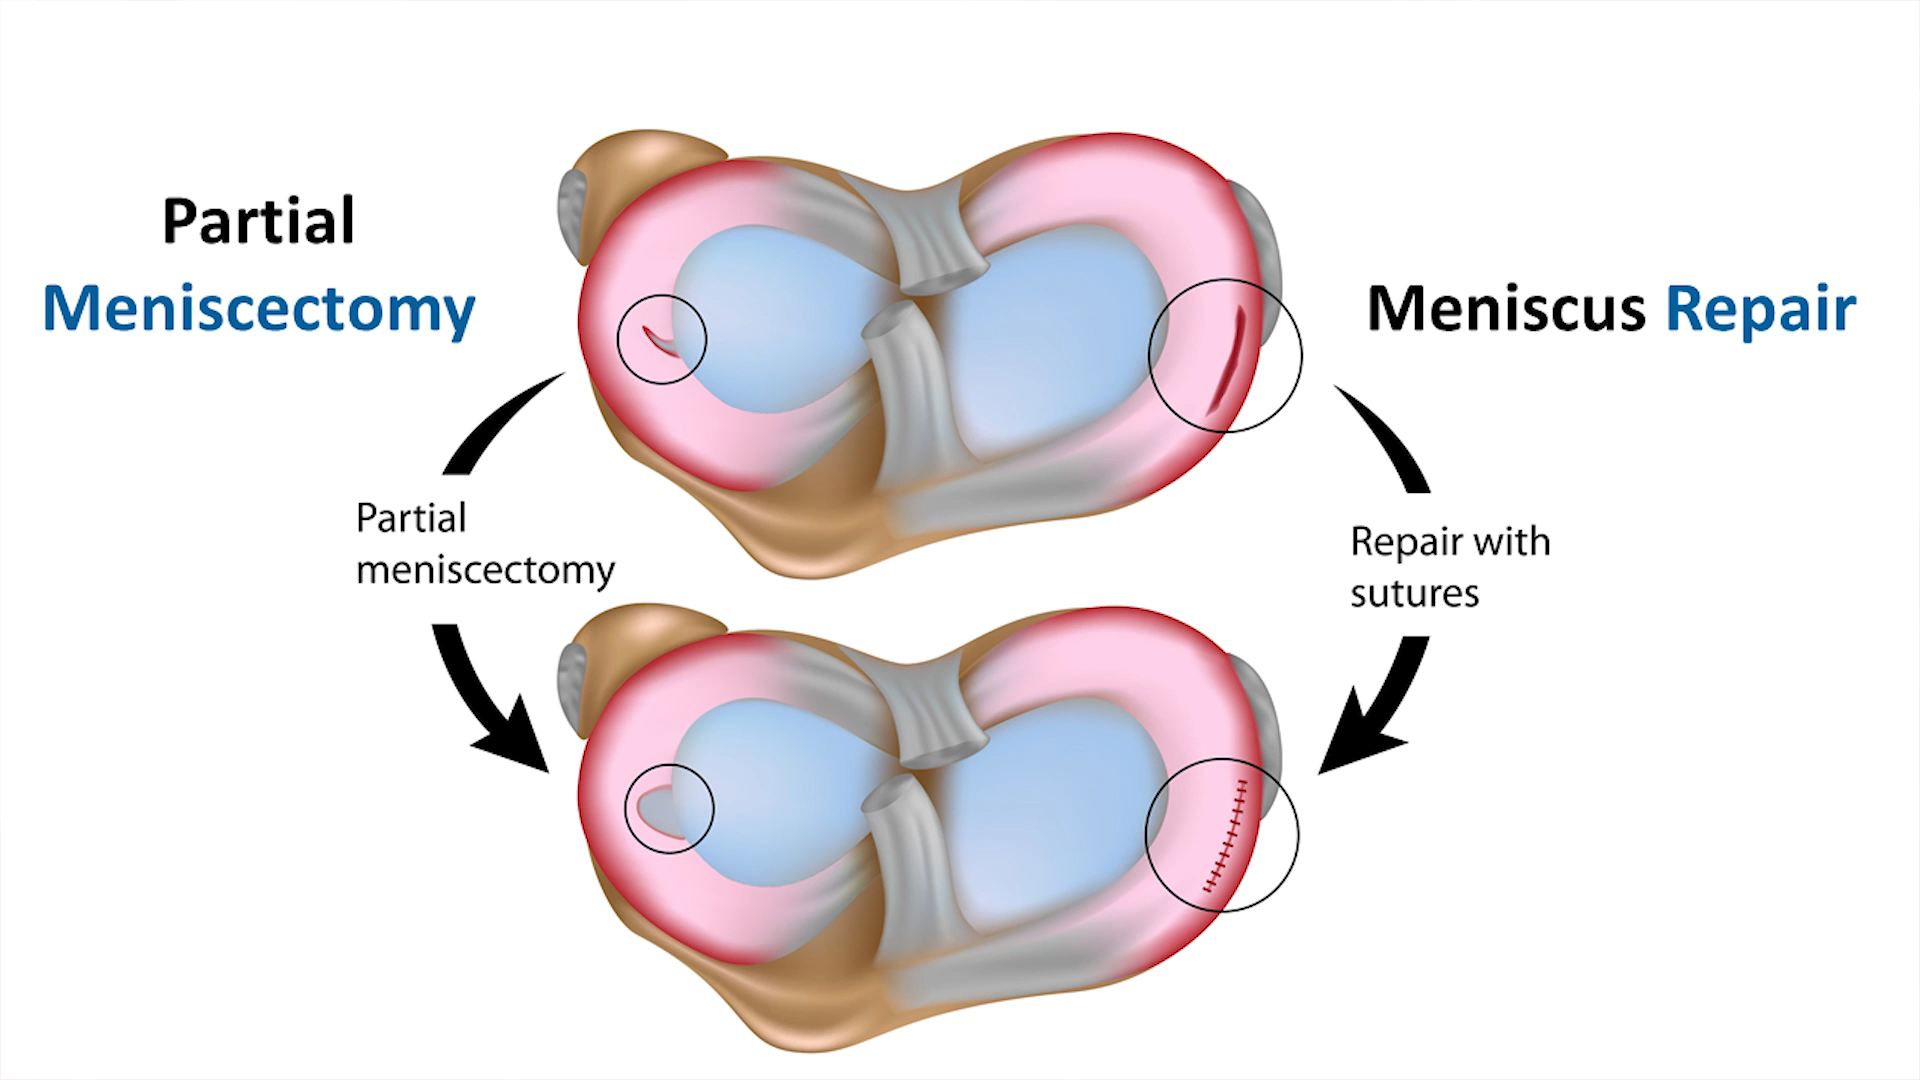 Partial
Meniscectomy
Meniscus Repair
Partial
meniscectomy
Repair with
sutures